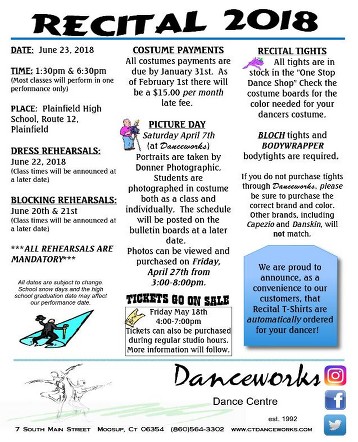 RECITAL 2018
DATE: June 23, 2018
TIME: 1:30pm & 6:30pm
(Most classes will perform in one
performance only)
PLACE: Plainfield High
School, Route 12,
Plainfield
DRESS REHEARSALS:
June 22, 2018
(Class times will be announced at
a later date)
BLOCKING REHEARSALS:
June 20th & 21st
(Class times will be announced at
a later date)
***ALL REHEARSALS ARE
MANDATORY***
All dates are subject to change!
School snow days and the high
school graduation date may affect
our performance date.
COSTUME PAYMENTS
All costumes payments are
due by January 31st. As
of February 1st there will
be a $15.00 per month
late fee.
PICTURE DAY
Saturday April 7th
(at Danceworks)
Portraits are taken by
Donner Photographic.
Students are
photographed in costume
both as a class and
individually. The schedule
will be posted on the
bulletin boards at a later
date.
Photos can be viewed and
purchased on Friday,
April 27th from
3:00-8:00pm.
TICKETS GO ON SALE
Friday May 18th
4:00-7:00pm
Tickets can also be purchased
during regular studio hours.
More information will follow.
RECITAL TIGHTS
All tights are in
stock in the "One Stop
Dance Shop" Check the
costume boards for the
color needed for your
dancers costume.
BLOCH tights and
BODYWRAPPER
bodytights are required.
If you do not purchase tights
through Danceworks, please
be sure to purchase the
correct brand and color.
Other brands, including
Capezio and Danskin, will
not match.
We are proud to
announce, as a
convenience to our
customers, that
Recital T-Shirts are
automatically ordered
for your dancer!
Danceworks
Dance Centre
est. 1992
7 South Main Street Moosup, CT 06354 (860)564-3302 www.ctdanceworks.com